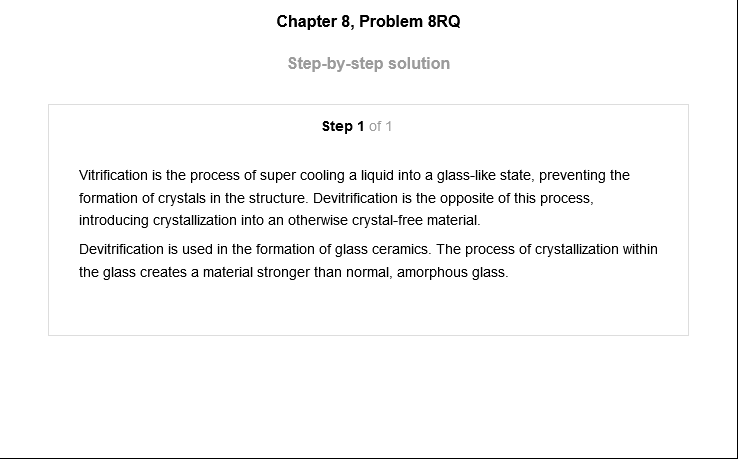 Chapter 8, Problem 8RQ
Step-by-step solution
Step 1 of 1
Vitrification is the process of super cooling a liquid into a glass-like state, preventing the
formation of crystals in the structure. Devitrification is the opposite of this process,
introducing crystallization into an otherwise crystal-free material.
Devitrification is used in the formation of glass ceramics. The process of crystallization within
the glass creates a material stronger than normal, amorphous glass.